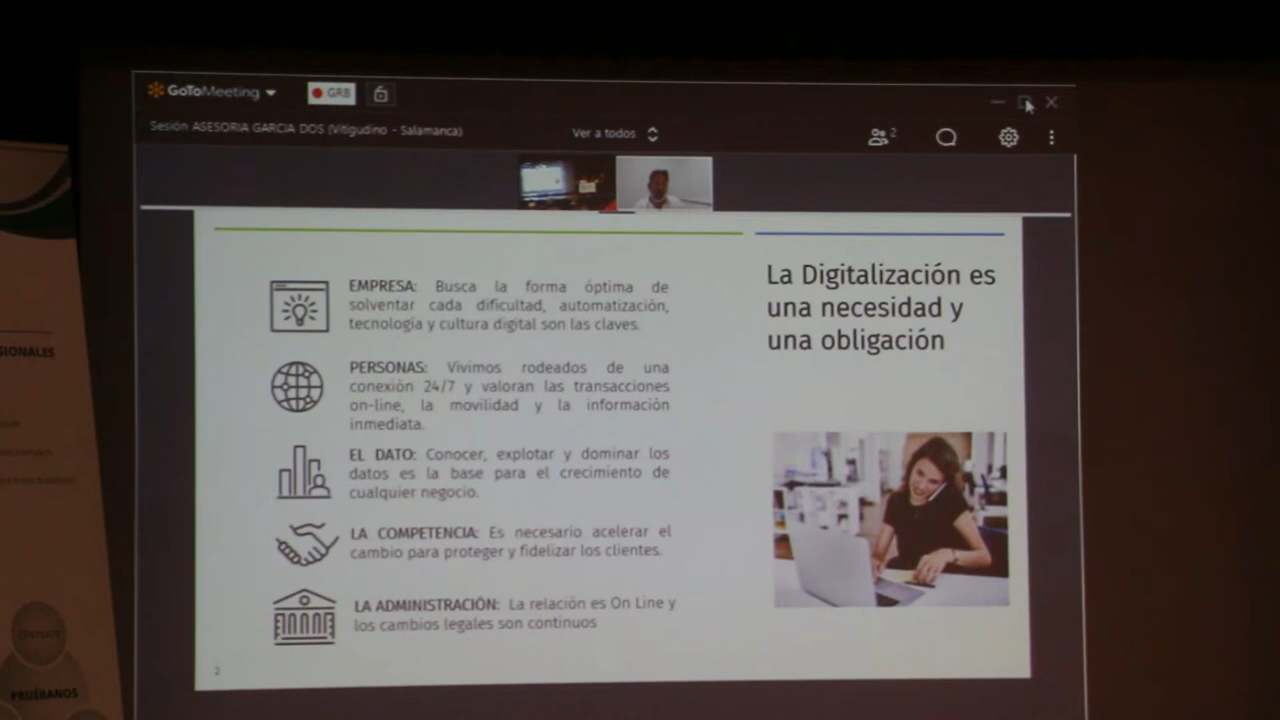 GoToMeeting
GRB
Sesión ASESORIA GARCIA DOS (Vitigudino - Salamanca)
Ver a todos
2
EMPRESA: Busca la forma óptima de
solventar cada dificultad, automatización,
tecnología y cultura digital son las claves.
PERSONAS: Vivimos rodeados de una
conexión 24/7 y valoran las transacciones
on-line, la movilidad y la información
inmediata.
EL DATO: Conocer, explotar y dominar los
datos es la base para el crecimiento de
cualquier negocio.
LA COMPETENCIA: Es necesario acelerar el
cambio para proteger y fidelizar los clientes.
LA ADMINISTRACIÓN: La relación es On Line y
los cambios legales son continuos
2
La Digitalización es
una necesidad y
una obligación
SIONALES
PRUÉBANOS